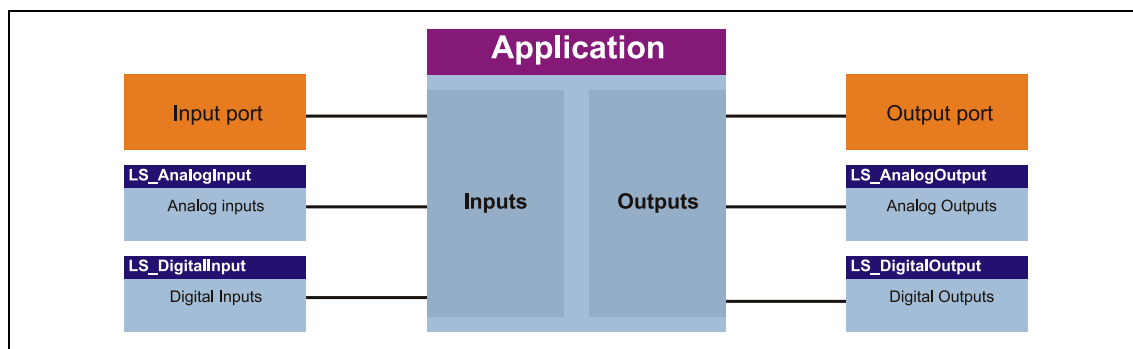 Application
Input port
Output port
LS_AnalogInput
Analog inputs
Inputs
Outputs
LS_AnalogOutput
Analog Outputs
LS_DigitalInput
Digital Inputs
LS_DigitalOutput
Digital Outputs